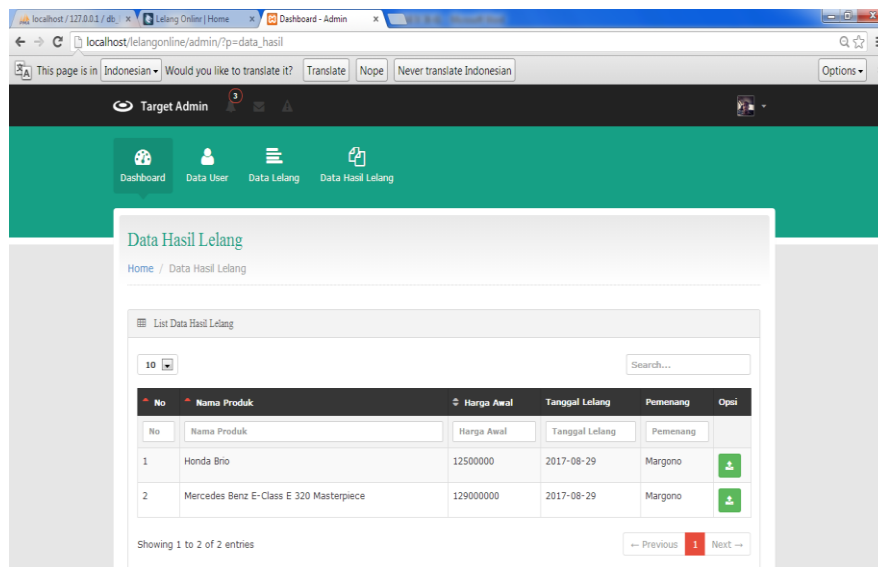 localhost / 127.0.0.1 / db_l
Lelang Onlinr | Home
Dashboard - Admin
localhost/lelangonline/admin/?p=data_hasil
This page is in Indonesian Would you like to translate it? Translate Nope Never translate Indonesian Options
Target Admin 3
Dashboard Data User Data Lelang Data Hasil Lelang
Data Hasil Lelang
Home / Data Hasil Lelang
List Data Hasil Lelang
10 Search...
No Nama Produk Harga Awal Tanggal Lelang Pemenang Opsi
No Nama Produk Harga Awal Tanggal Lelang Pemenang
1 Honda Brio 12500000 2017-08-29 Margono
2 Mercedes Benz E-Class E 320 Masterpiece 129000000 2017-08-29 Margono
Showing 1 to 2 of 2 entries ← Previous 1 Next →